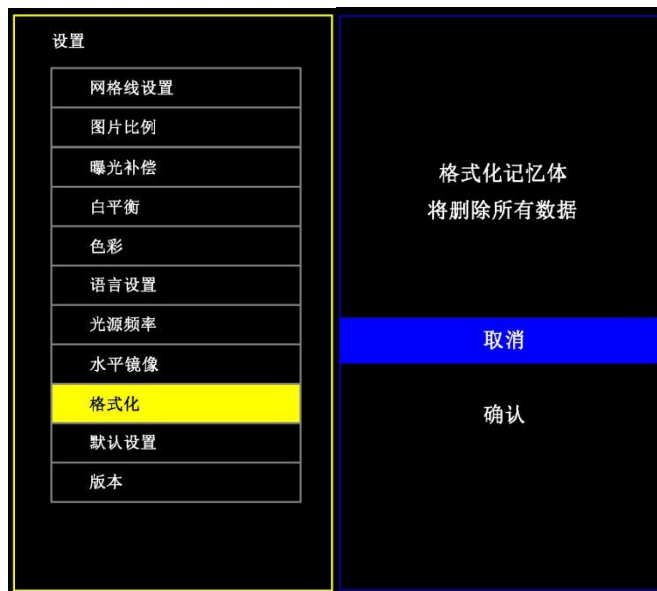 设置
网格线设置
图片比例
曝光补偿
白平衡
色彩
语言设置
光源频率
水平镜像
格式化
默认设置
版本
格式化记忆体
将删除所有数据
取消
确认